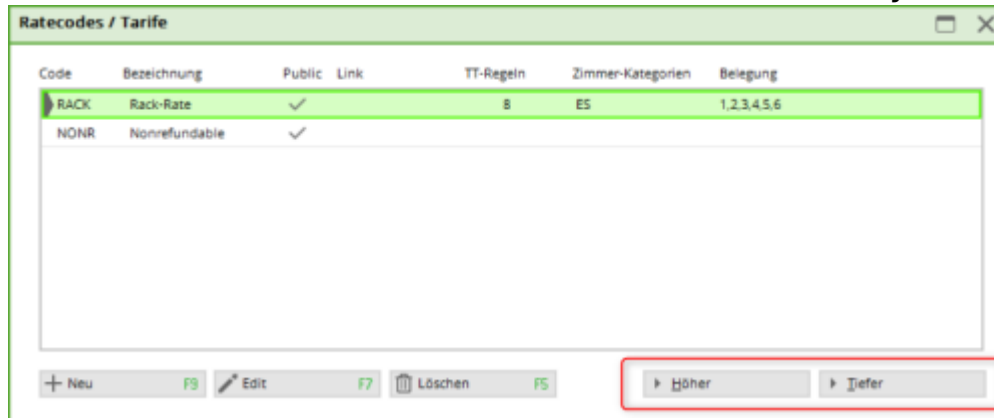 Ratecodes / Tarife
Code Bezeichnung Public Link TT-Regeln Zimmer-Kategorien Belegung
RACK Rack-Rate 8 ES 1,2,3,4,5,6
NONR Nonrefundable
Neu F9 Edit F7 Löschen F5 Höher Tiefer